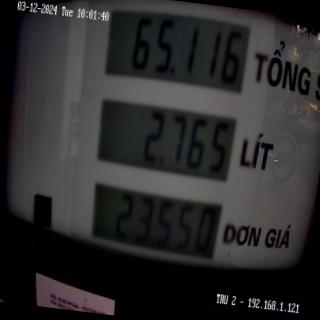 03-12-2024 Tue 10:01:40
65.116 TỔNG S
2.765 LÍT
23.550 ĐƠN GIÁ
THU 2 - 192.168.1.121